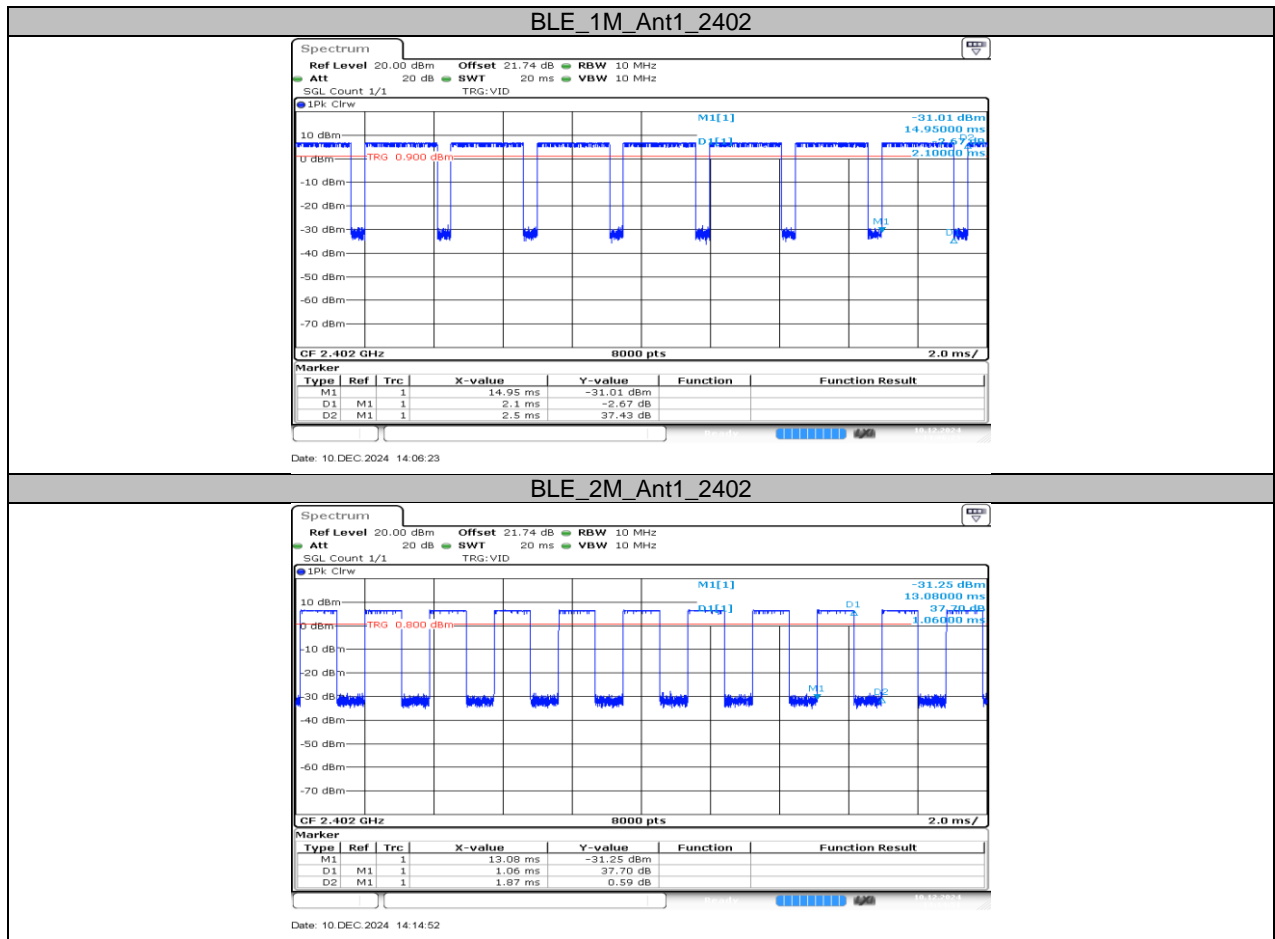 BLE_1M_Ant1_2402
Spectrum
Ref Level 20.00 dBm Offset 21.74 dB RBW 10 MHz
Att 20 dB SWT 20 ms VBW 10 MHz
SGL Count 1/1 TRG:VID
1Pk Clrw
M1[1] -31.01 dBm
14.95000 ms
10 dBm
D1[1] -2.67 dB
D2
2.10000 ms
0 dBm
TRG 0.900 dBm
-10 dBm
-20 dBm
M1
-30 dBm
-40 dBm
-50 dBm
-60 dBm
-70 dBm
CF 2.402 GHz 8000 pts 2.0 ms/
Marker
Type Ref Trc X-value Y-value Function Function Result
M1 1 14.95 ms -31.01 dBm
D1 M1 1 2.1 ms -2.67 dB
D2 M1 1 2.5 ms 37.43 dB
Date: 10.DEC.2024 14:06:23
BLE_2M_Ant1_2402
Spectrum
Ref Level 20.00 dBm Offset 21.74 dB RBW 10 MHz
Att 20 dB SWT 20 ms VBW 10 MHz
SGL Count 1/1 TRG:VID
1Pk Clrw
M1[1] -31.25 dBm
13.08000 ms
10 dBm
D1
D1[1] 37.70 dB
1.06000 ms
0 dBm
TRG 0.800 dBm
-10 dBm
-20 dBm
M1
D2
-30 dBm
-40 dBm
-50 dBm
-60 dBm
-70 dBm
CF 2.402 GHz 8000 pts 2.0 ms/
Marker
Type Ref Trc X-value Y-value Function Function Result
M1 1 13.08 ms -31.25 dBm
D1 M1 1 1.06 ms 37.70 dB
D2 M1 1 1.87 ms 0.59 dB
Date: 10.DEC.2024 14:14:52